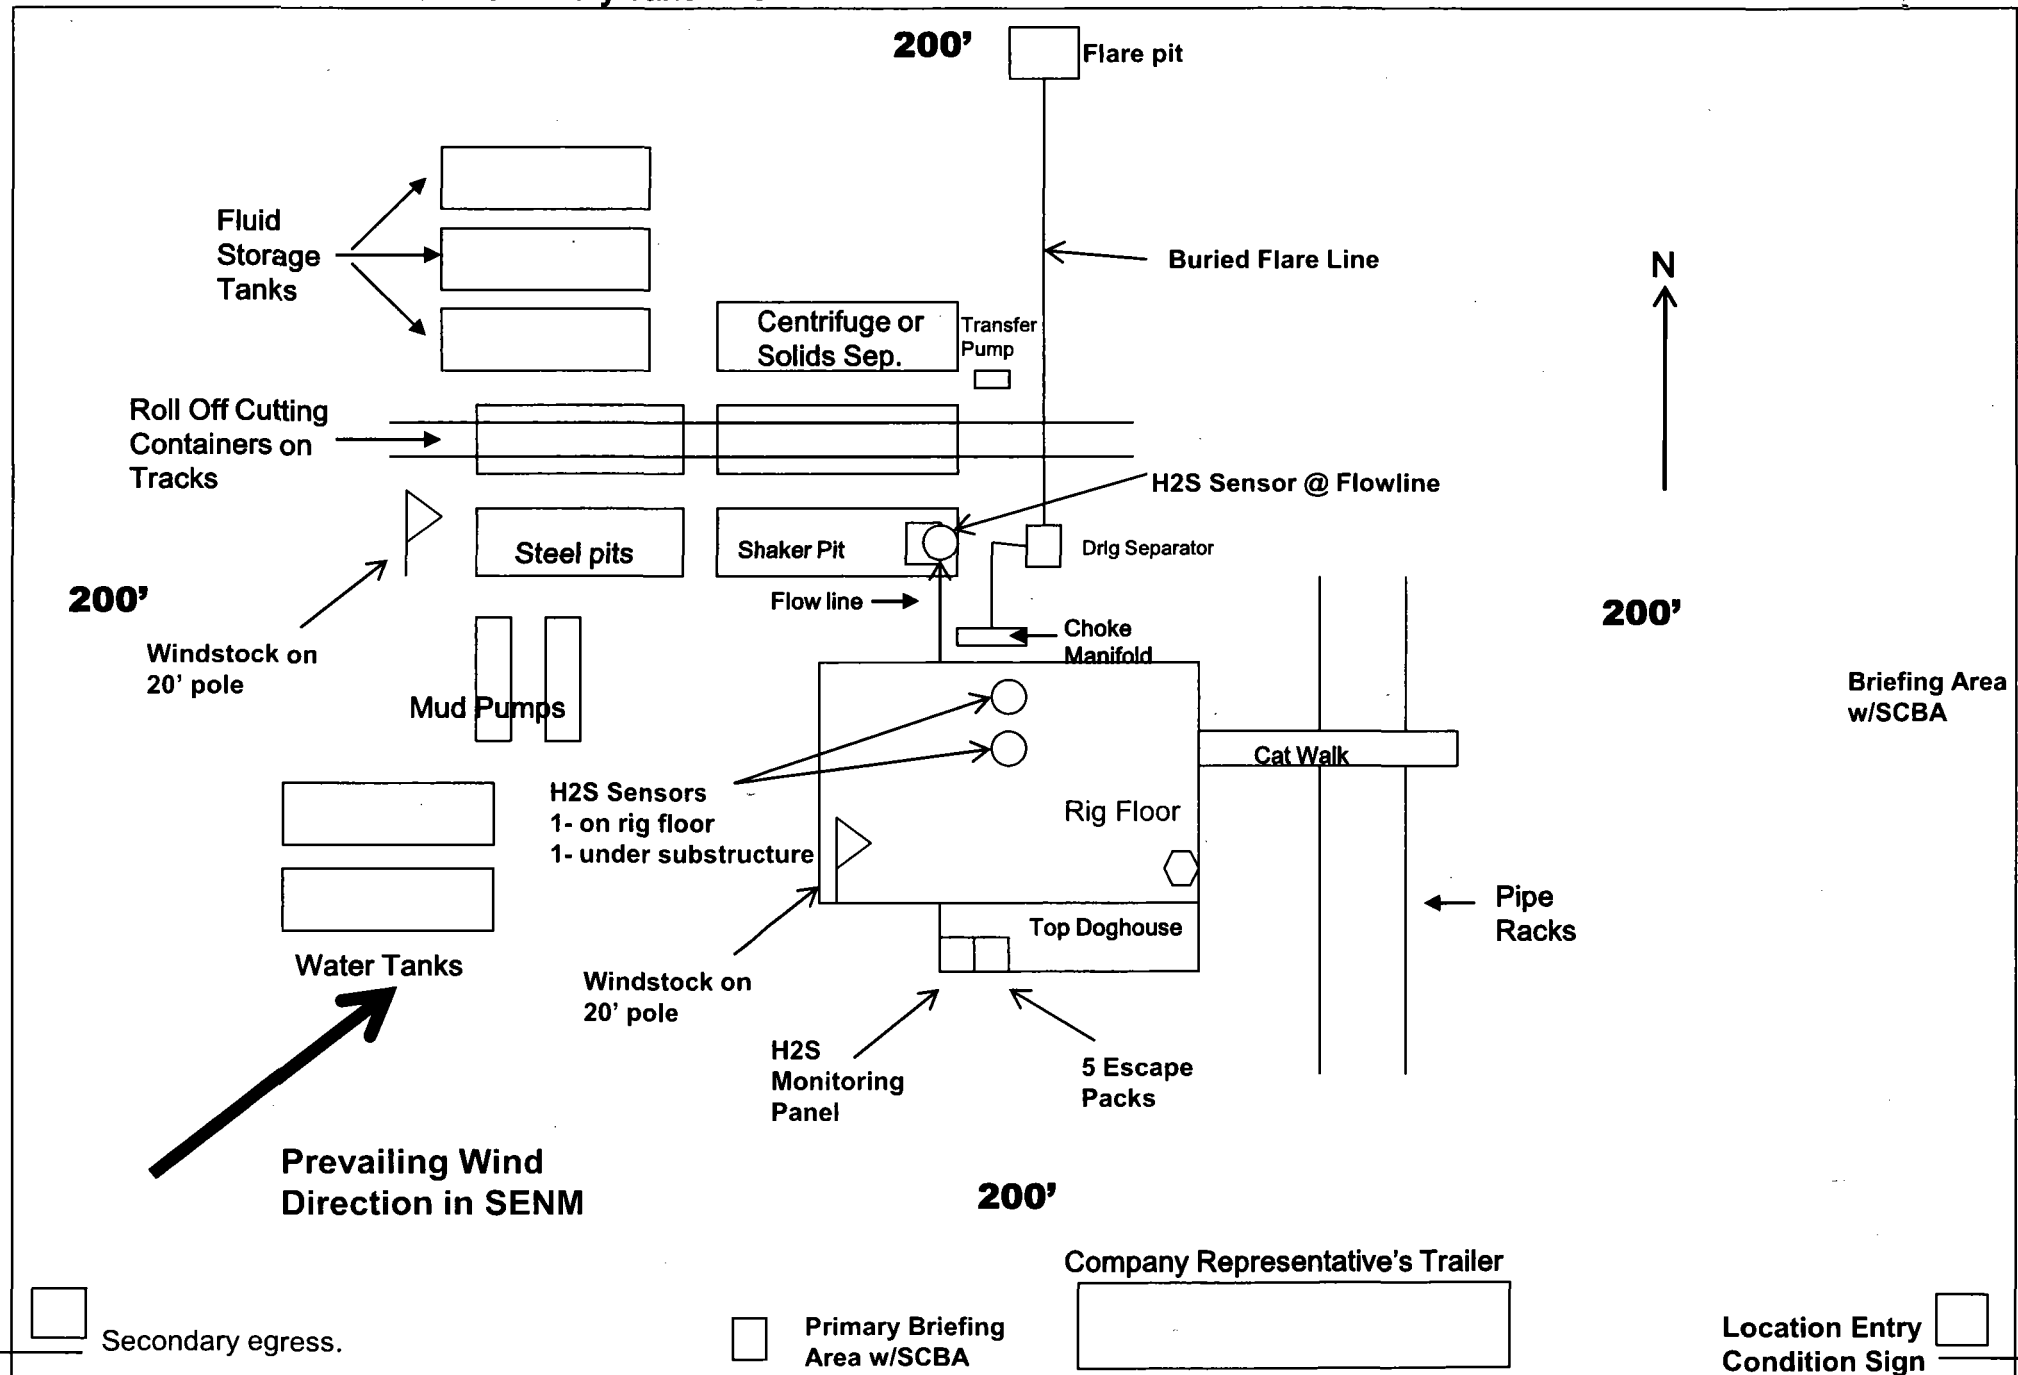 200’
Flare pit
Fluid
Storage
Tanks
Buried Flare Line
N
Centrifuge or
Solids Sep.
Transfer
Pump
Roll Off Cutting
Containers on
Tracks
H2S Sensor @ Flowline
Steel pits
Shaker Pit
Drlg Separator
200’
Flow line
200’
Windstock on
20’ pole
Choke
Manifold
Briefing Area
w/SCBA
Mud Pumps
Cat Walk
H2S Sensors
1- on rig floor
1- under substructure
Rig Floor
Pipe
Racks
Top Doghouse
Water Tanks
Windstock on
20’ pole
H2S
Monitoring
Panel
5 Escape
Packs
Prevailing Wind
Direction in SENM
200’
Company Representative’s Trailer
Secondary egress.
Primary Briefing
Area w/SCBA
Location Entry
Condition Sign